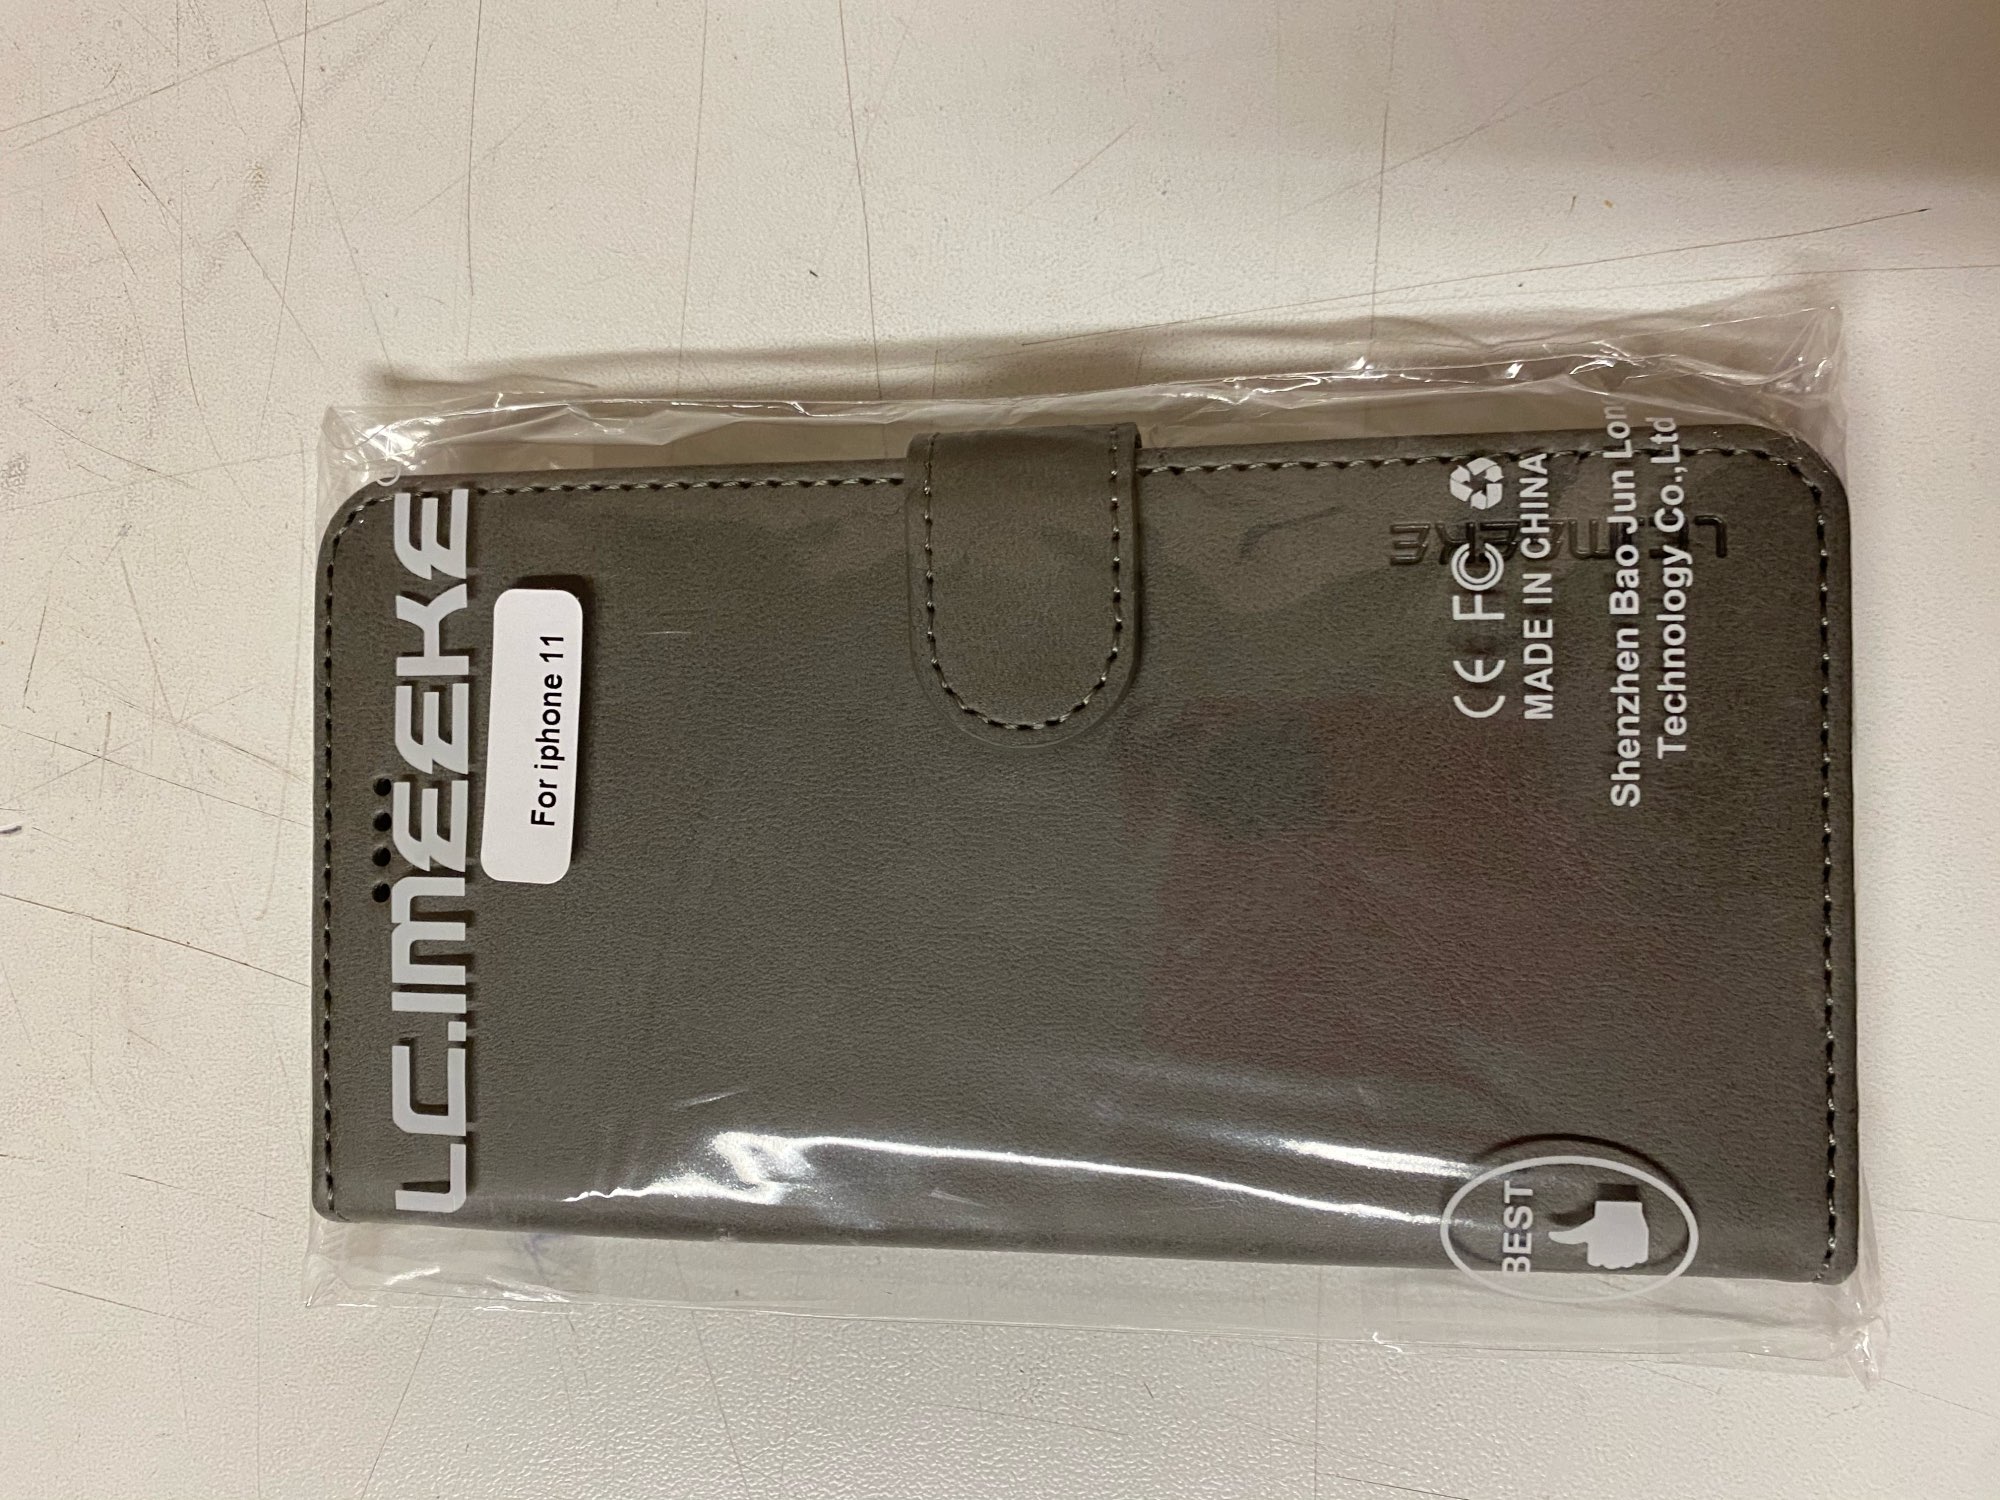 LC.IMEEKE
For iphone 11
CE FC
MADE IN CHINA
Shenzhen Bao Jun Lon
Technology Co.,Ltd
LC.IMEEKE
BEST